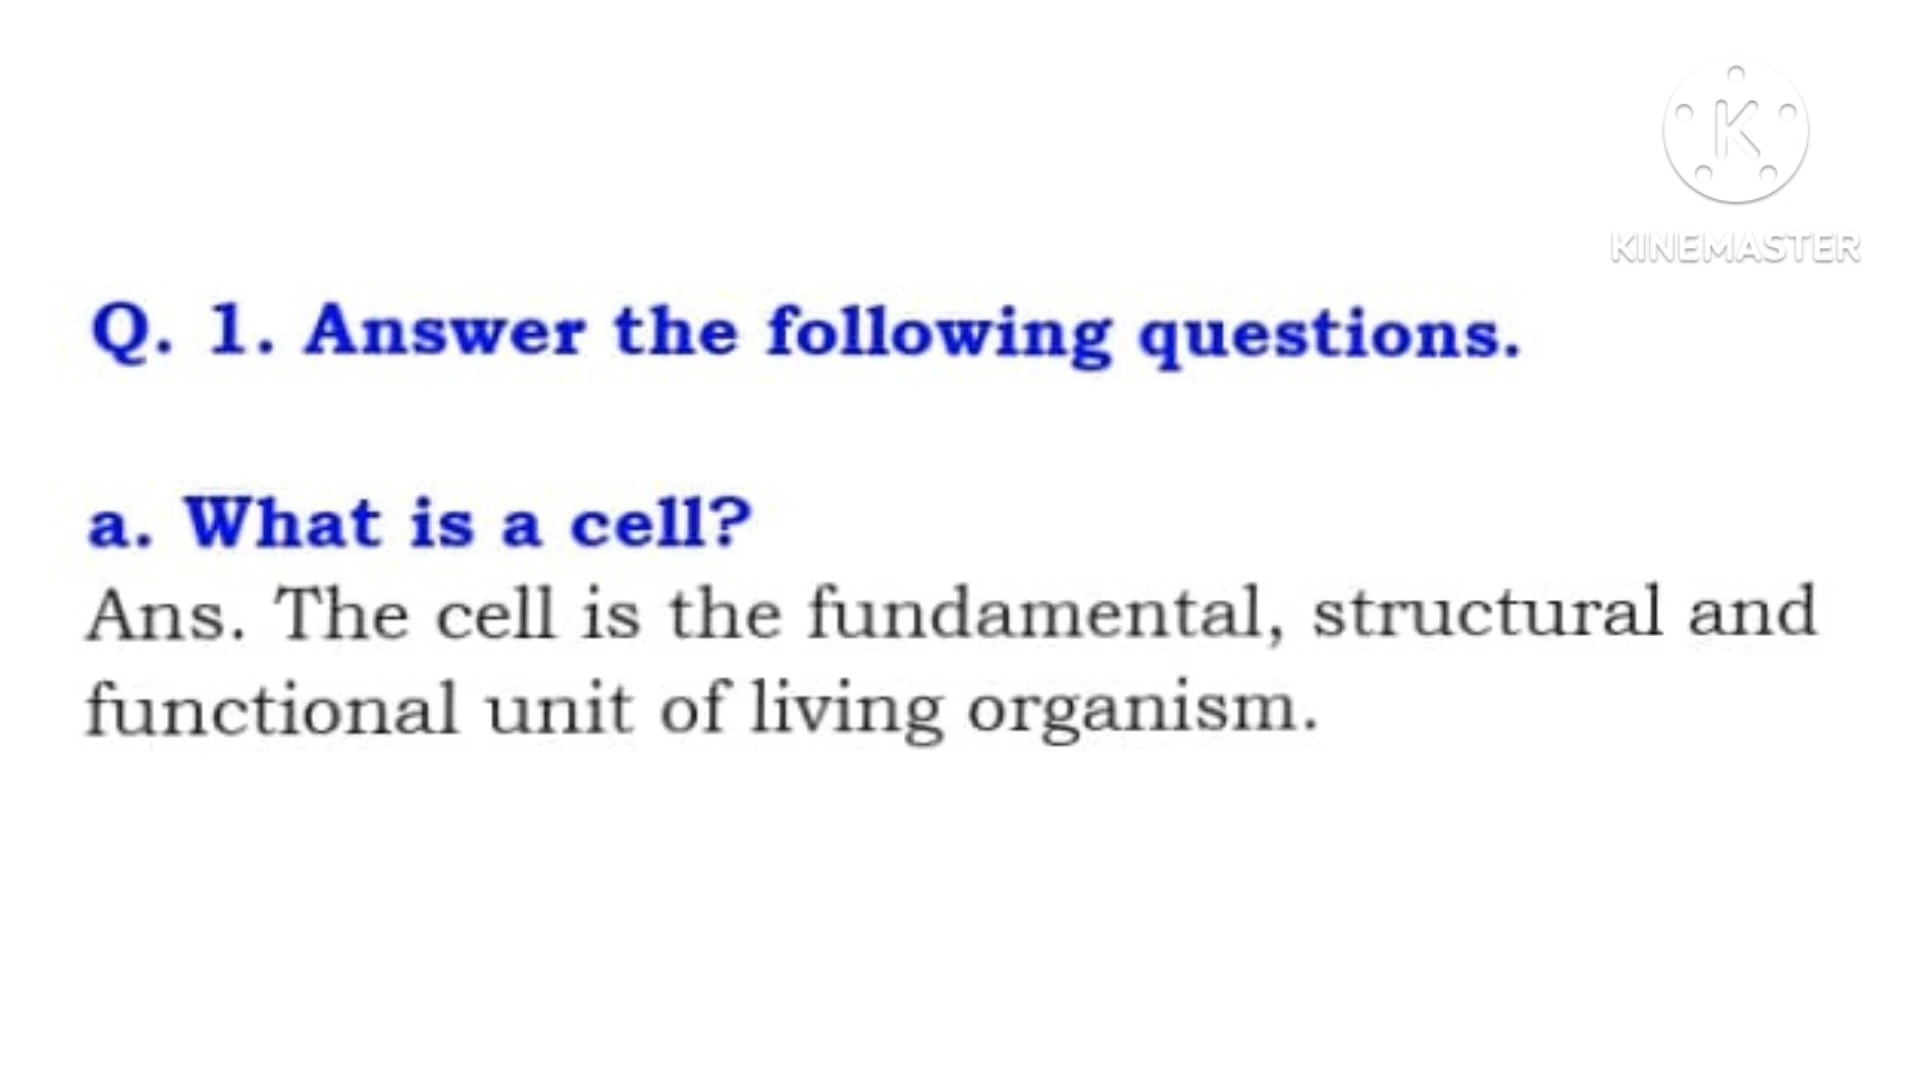 K
KINEMASTER
Q. 1. Answer the following questions.
a. What is a cell?
Ans. The cell is the fundamental, structural and
functional unit of living organism.